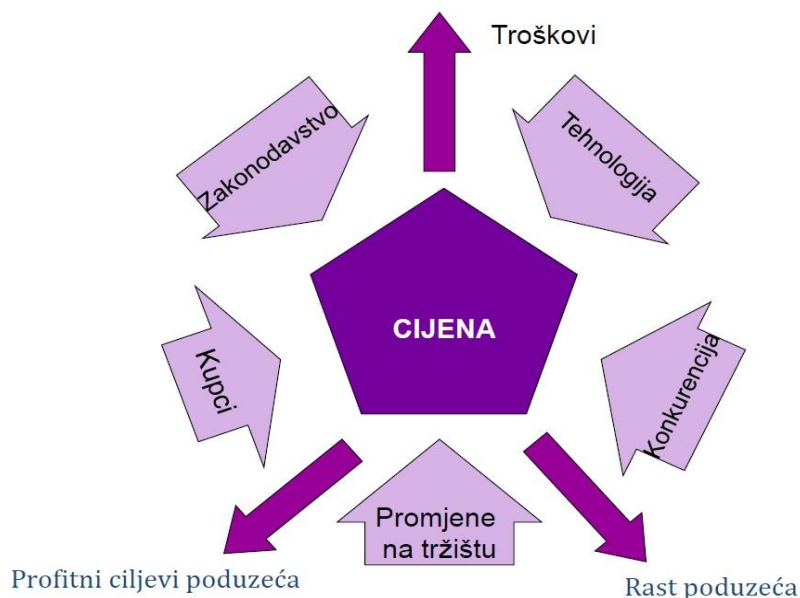 Troškovi
Zakonodavstvo
Tehnologija
CIJENA
Kupci
Konkurencija
Promjene
na tržištu
Profitni ciljevi poduzeća
Rast poduzeća